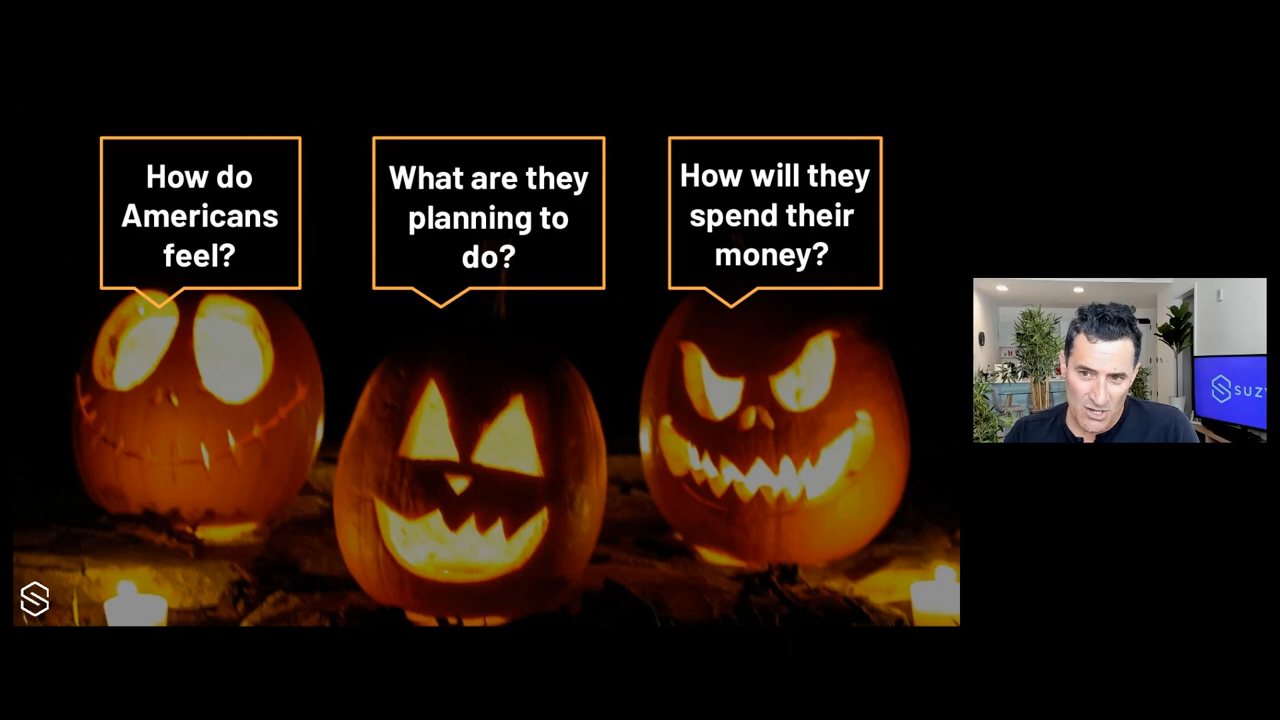 How do
Americans
feel?
What are they
planning to
do?
How will they
spend their
money?
SUZY